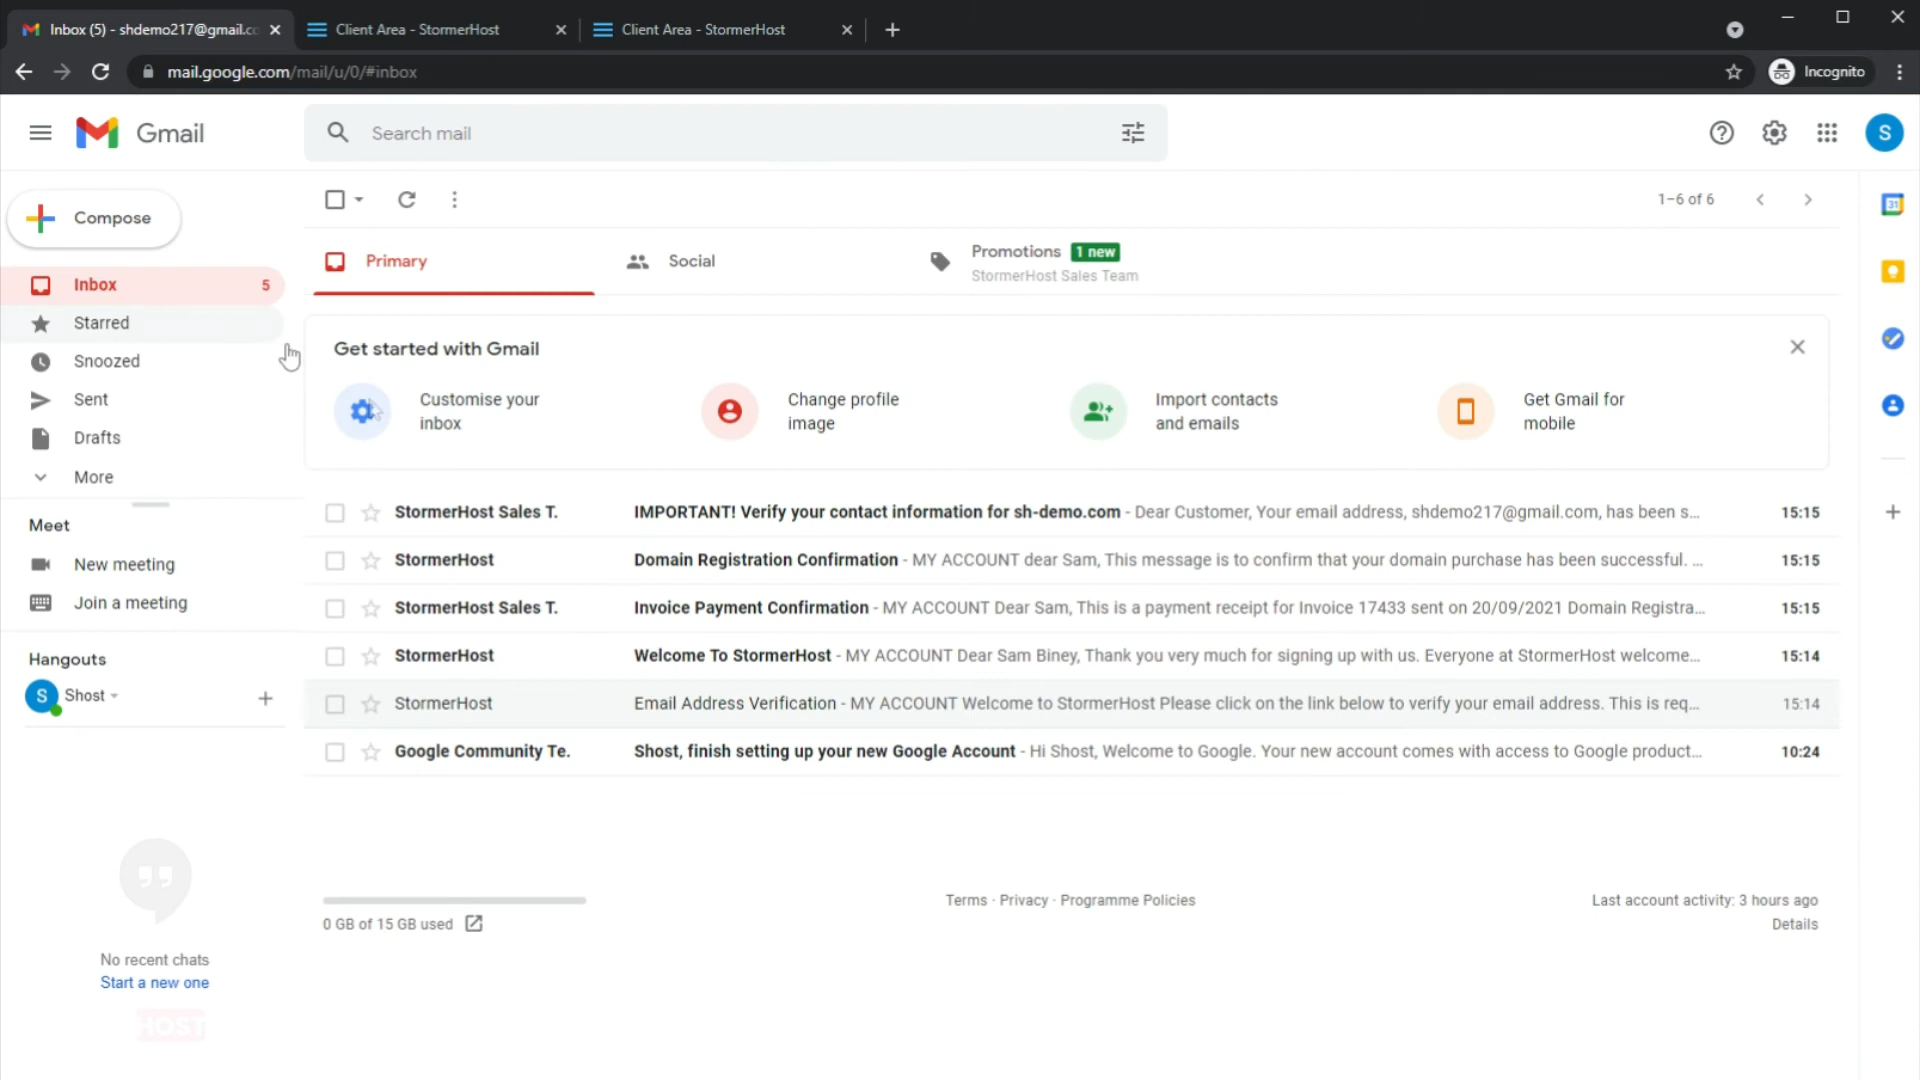 Inbox (5) - shdemo217@gmail.co
Client Area - StormerHost
Client Area - StormerHost
mail.google.com/mail/u/0/#inbox
Incognito
Gmail
Search mail
S
Compose
1–6 of 6
31
Primary
Social
Promotions 1 new
StormerHost Sales Team
Inbox 5
Starred
Snoozed
Sent
Drafts
More
Get started with Gmail
Customise your
inbox
Change profile
image
Import contacts
and emails
Get Gmail for
mobile
StormerHost Sales T. IMPORTANT! Verify your contact information for sh-demo.com - Dear Customer, Your email address, shdemo217@gmail.com, has been s... 15:15
StormerHost Domain Registration Confirmation - MY ACCOUNT dear Sam, This message is to confirm that your domain purchase has been successful. ... 15:15
StormerHost Sales T. Invoice Payment Confirmation - MY ACCOUNT Dear Sam, This is a payment receipt for Invoice 17433 sent on 20/09/2021 Domain Registra... 15:15
StormerHost Welcome To StormerHost - MY ACCOUNT Dear Sam Biney, Thank you very much for signing up with us. Everyone at StormerHost welcome... 15:14
StormerHost Email Address Verification - MY ACCOUNT Welcome to StormerHost Please click on the link below to verify your email address. This is req... 15:14
Google Community Te. Shost, finish setting up your new Google Account - Hi Shost, Welcome to Google. Your new account comes with access to Google product... 10:24
Meet
New meeting
Join a meeting
Hangouts
S Shost
No recent chats
Start a new one
HOST
0 GB of 15 GB used
Terms · Privacy · Programme Policies
Last account activity: 3 hours ago
Details